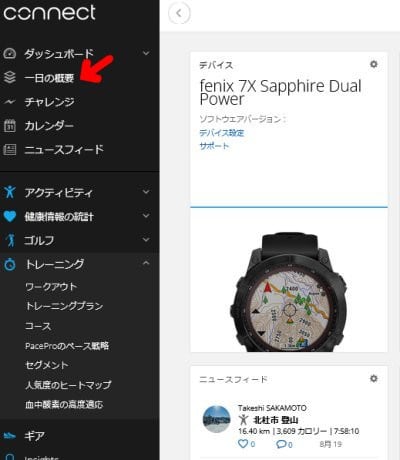 connect
ダッシュボード
一日の概要
チャレンジ
カレンダー
31
ニュースフィード
アクティビティ
健康情報の統計
ゴルフ
トレーニング
ワークアウト
トレーニングプラン
コース
PaceProのペース戦略
セグメント
人気度のヒートマップ
血中酸素の高度適応
ギア
Insights
デバイス
fenix 7X Sapphire Dual
Power
ソフトウエアバージョン：
デバイス設定
サポート
ニュースフィード
Takeshi SAKAMOTO
北杜市 登山
16.40 km | 3,609 カロリー | 7:58:10
0
0
8月 19